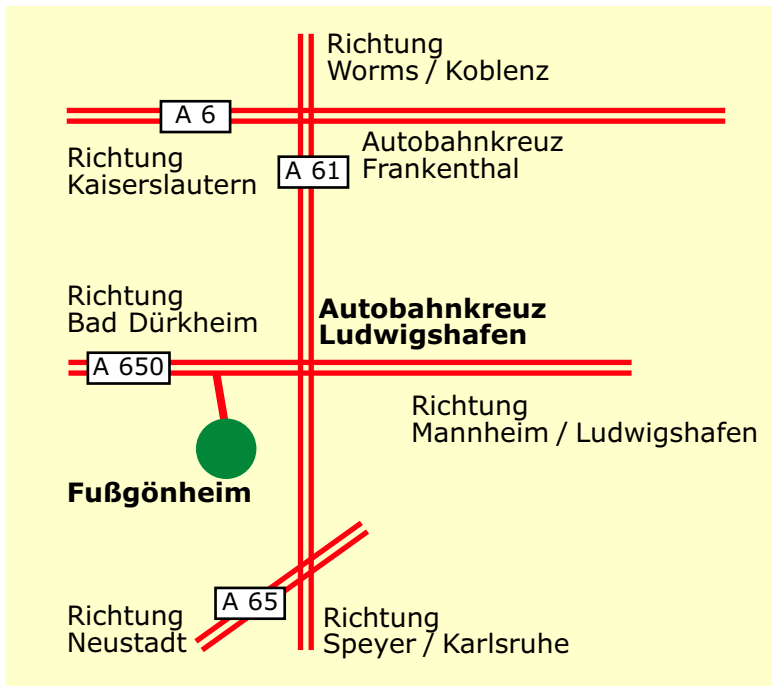 Richtung
Worms / Koblenz
A 6
Autobahnkreuz
Frankenthal
Richtung
Kaiserslautern
A 61
Richtung
Bad Dürkheim
Autobahnkreuz
Ludwigshafen
A 650
Richtung
Mannheim / Ludwigshafen
Fußgönheim
A 65
Richtung
Neustadt
Richtung
Speyer / Karlsruhe